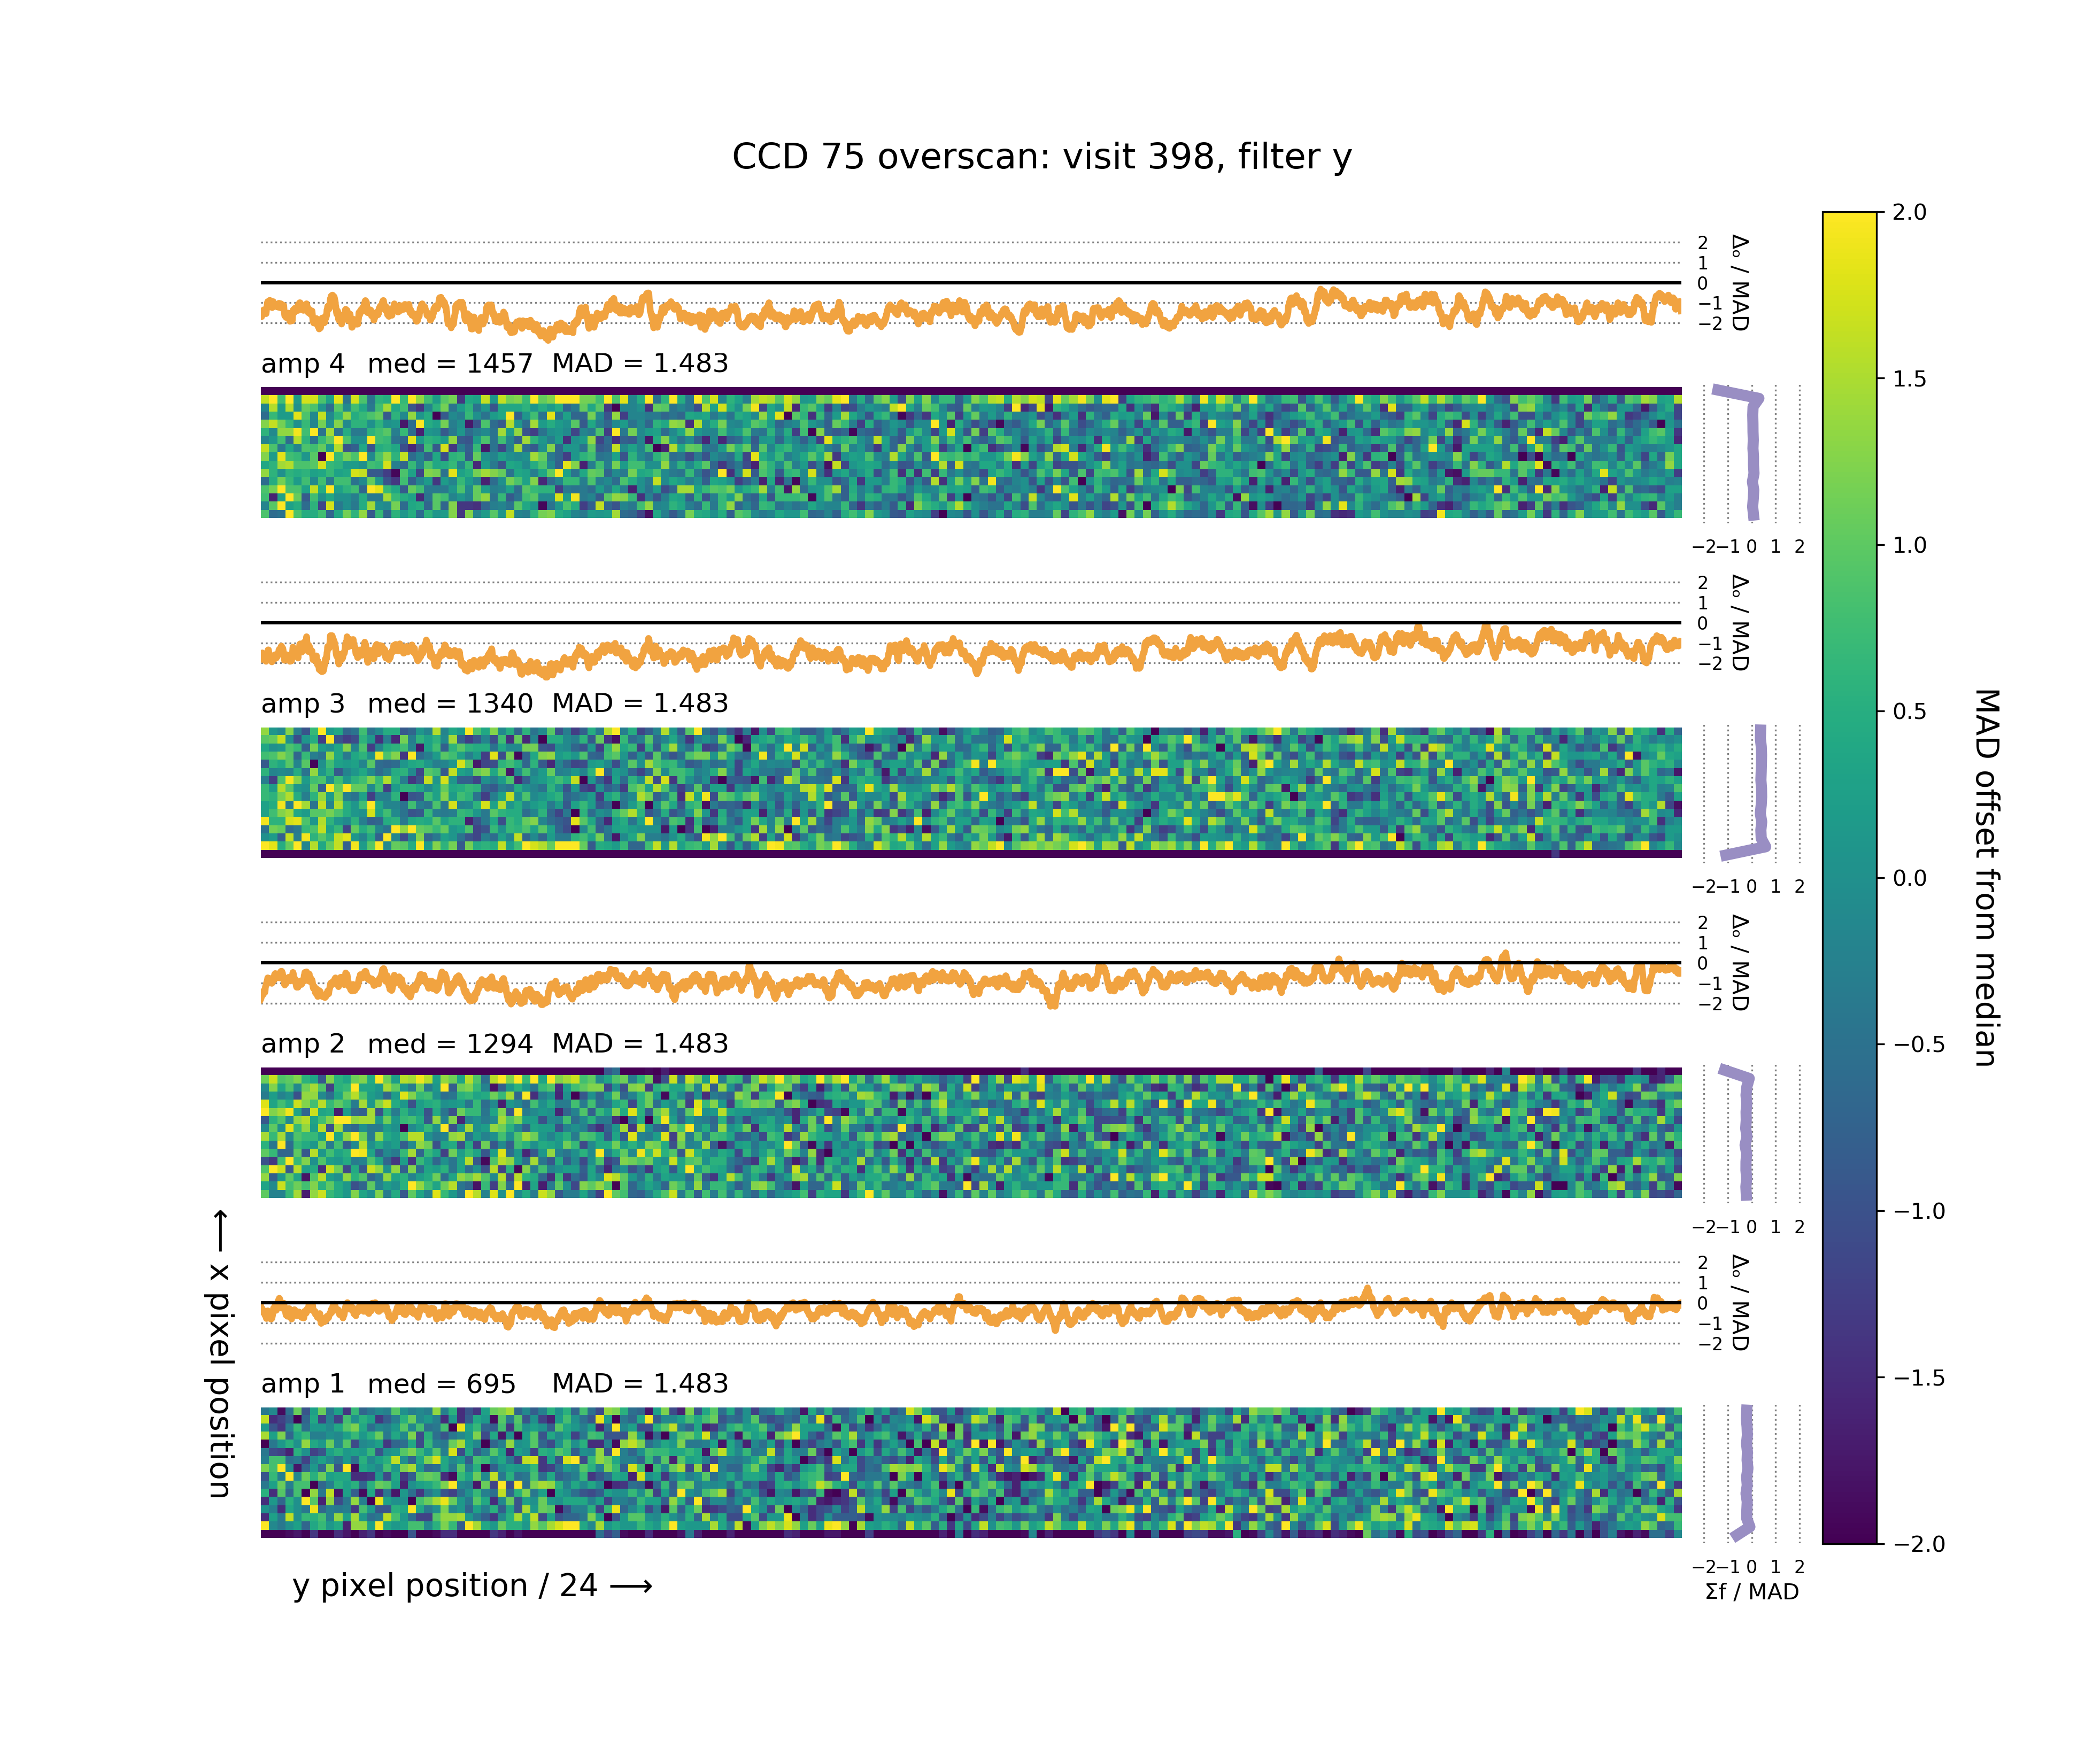 CCD 75 overscan: visit 398, filter y
2
1
0
−1
−2
Δₒ / MAD
amp 4 med = 1457 MAD = 1.483
−2 −1 0 1 2
2
1
0
−1
−2
Δₒ / MAD
amp 3 med = 1340 MAD = 1.483
−2 −1 0 1 2
2
1
0
−1
−2
Δₒ / MAD
amp 2 med = 1294 MAD = 1.483
−2 −1 0 1 2
2
1
0
−1
−2
Δₒ / MAD
amp 1 med = 695 MAD = 1.483
−2 −1 0 1 2
Σf / MAD
y pixel position / 24 ⟶
⟵ x pixel position
2.0
1.5
1.0
0.5
0.0
−0.5
−1.0
−1.5
−2.0
MAD offset from median